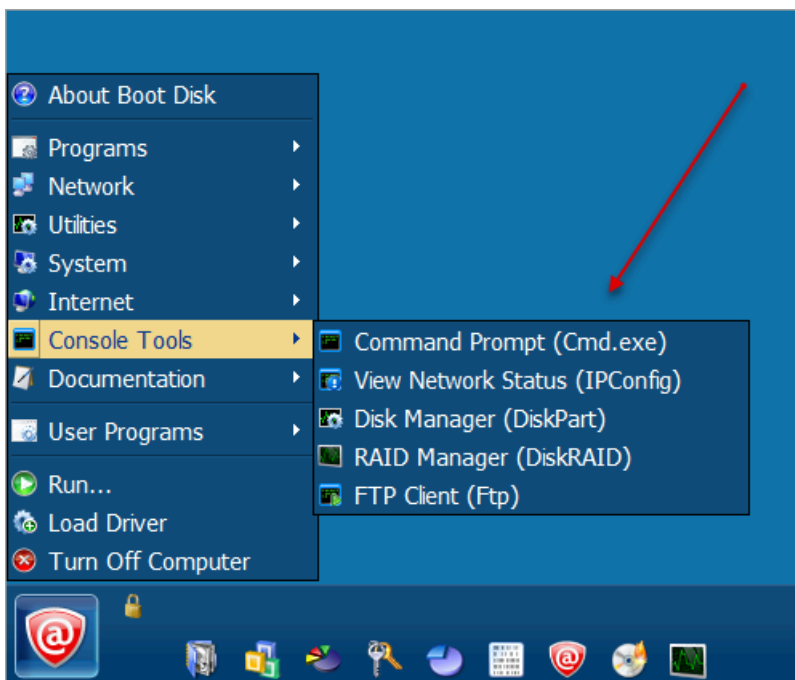 About Boot Disk
Programs
Network
Utilities
System
Internet
Console Tools
Documentation
User Programs
Run...
Load Driver
Turn Off Computer
Command Prompt (Cmd.exe)
View Network Status (IPConfig)
Disk Manager (DiskPart)
RAID Manager (DiskRAID)
FTP Client (Ftp)